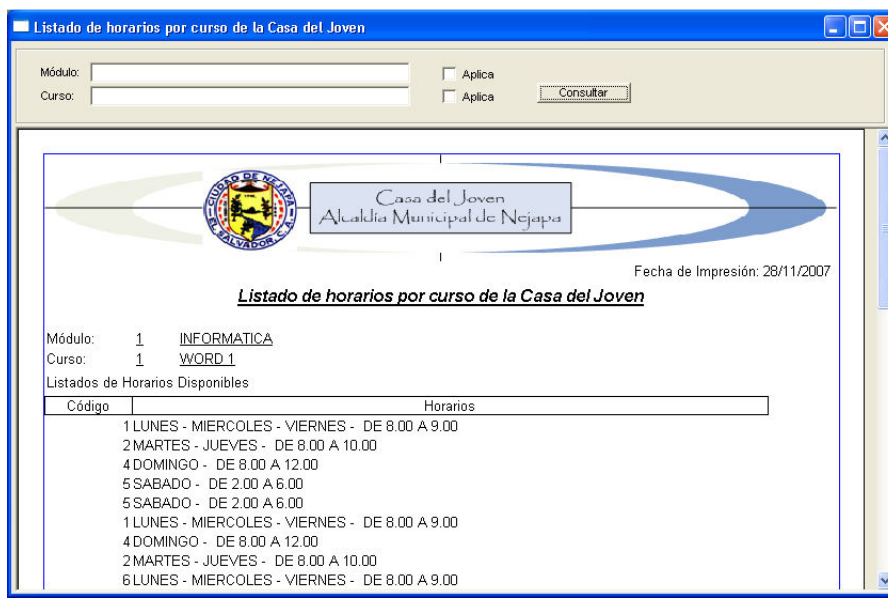 Listado de horarios por curso de la Casa del Joven
Módulo:
Aplica
Curso:
Aplica
Consultar
CIUDAD DE NEJAPA
EL SALVADOR, C. A.
Casa del Joven
Alcaldía Municipal de Nejapa
Fecha de Impresión: 28/11/2007
Listado de horarios por curso de la Casa del Joven
Módulo: 1 INFORMATICA
Curso: 1 WORD 1
Listados de Horarios Disponibles
Código Horarios
1 LUNES - MIERCOLES - VIERNES - DE 8.00 A 9.00
2 MARTES - JUEVES - DE 8.00 A 10.00
4 DOMINGO - DE 8.00 A 12.00
5 SABADO - DE 2.00 A 6.00
5 SABADO - DE 2.00 A 6.00
1 LUNES - MIERCOLES - VIERNES - DE 8.00 A 9.00
4 DOMINGO - DE 8.00 A 12.00
2 MARTES - JUEVES - DE 8.00 A 10.00
6 LUNES - MIERCOLES - VIERNES - DE 8.00 A 9.00